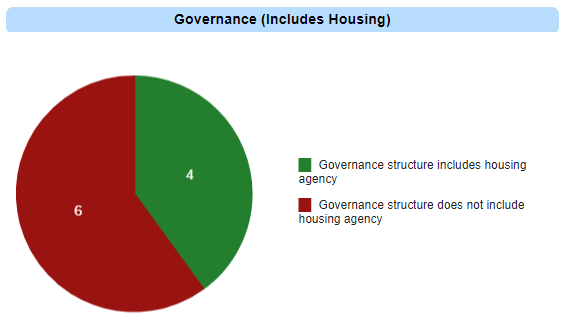 Governance (Includes Housing)
4
6
Governance structure includes housing
agency
Governance structure does not include
housing agency